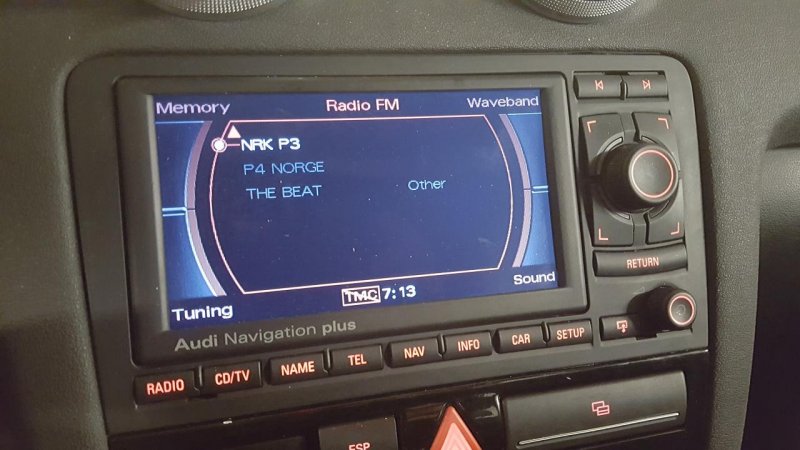 Memory Radio FM Waveband
NRK P3
P4 NORGE
THE BEAT Other
Tuning TMC 7:13 Sound
Audi Navigation plus
RETURN
RADIO CD/TV NAME TEL NAV INFO CAR SETUP
ESP